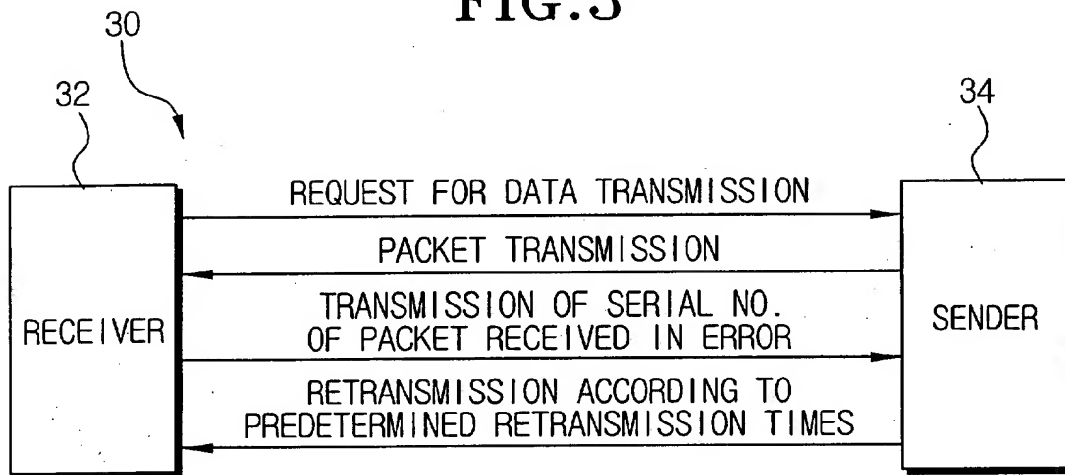 FIG.3
30
32
34
REQUEST FOR DATA TRANSMISSION
PACKET TRANSMISSION
TRANSMISSION OF SERIAL NO.
OF PACKET RECEIVED IN ERROR
RECEIVER
SENDER
RETRANSMISSION ACCORDING TO
PREDETERMINED RETRANSMISSION TIMES